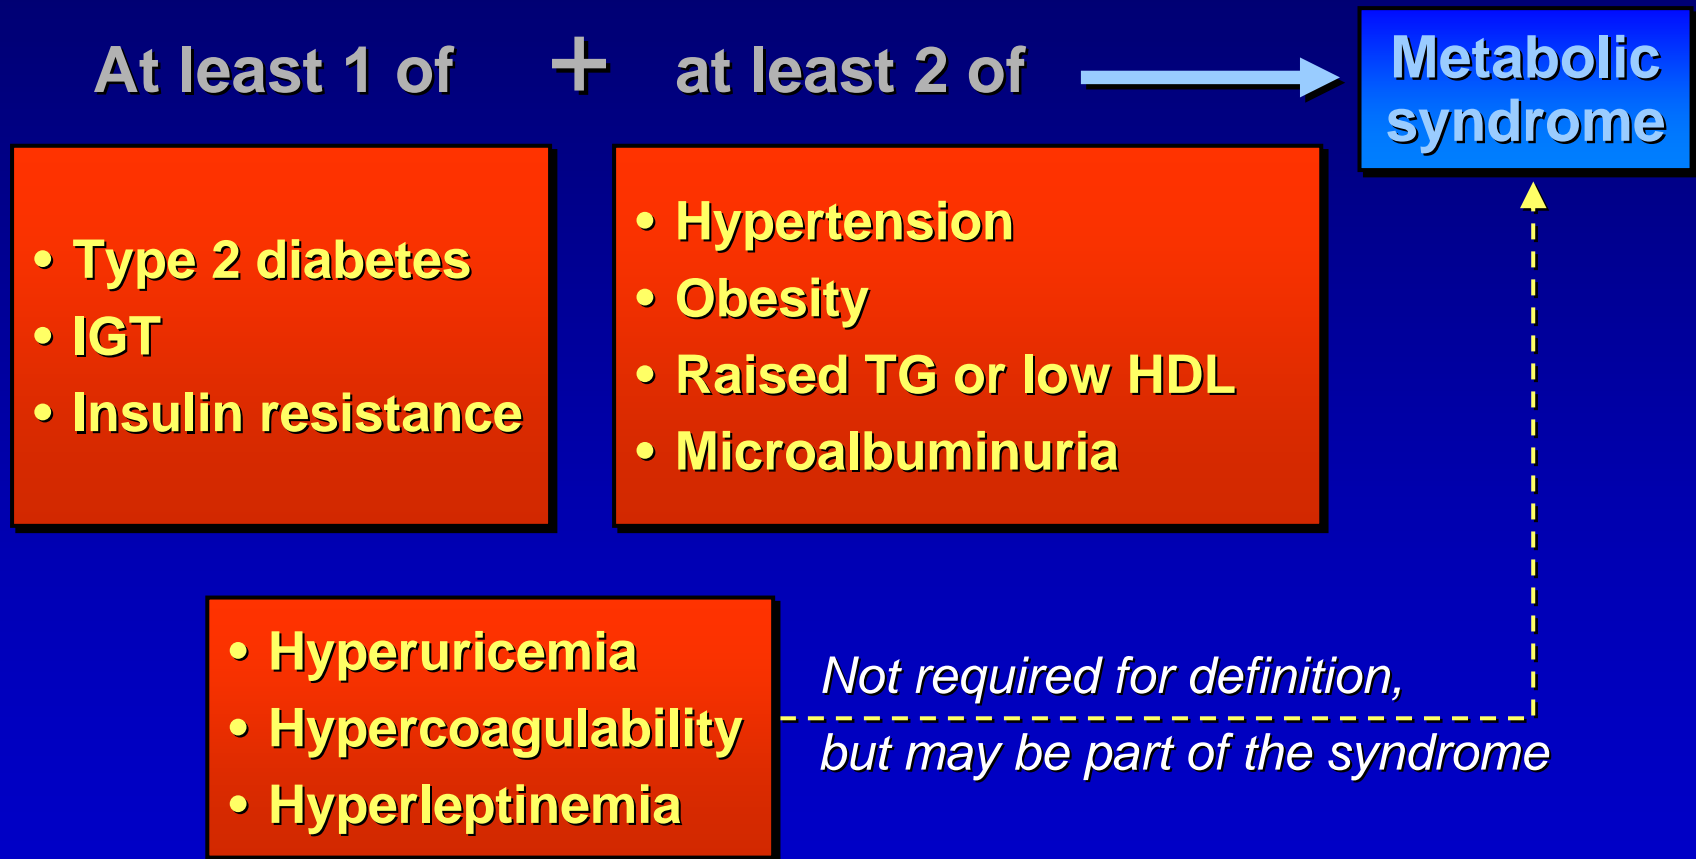 At least 1 of + at least 2 of
Metabolic
syndrome
• Type 2 diabetes
• IGT
• Insulin resistance
• Hypertension
• Obesity
• Raised TG or low HDL
• Microalbuminuria
• Hyperuricemia
• Hypercoagulability
• Hyperleptinemia
Not required for definition,
but may be part of the syndrome